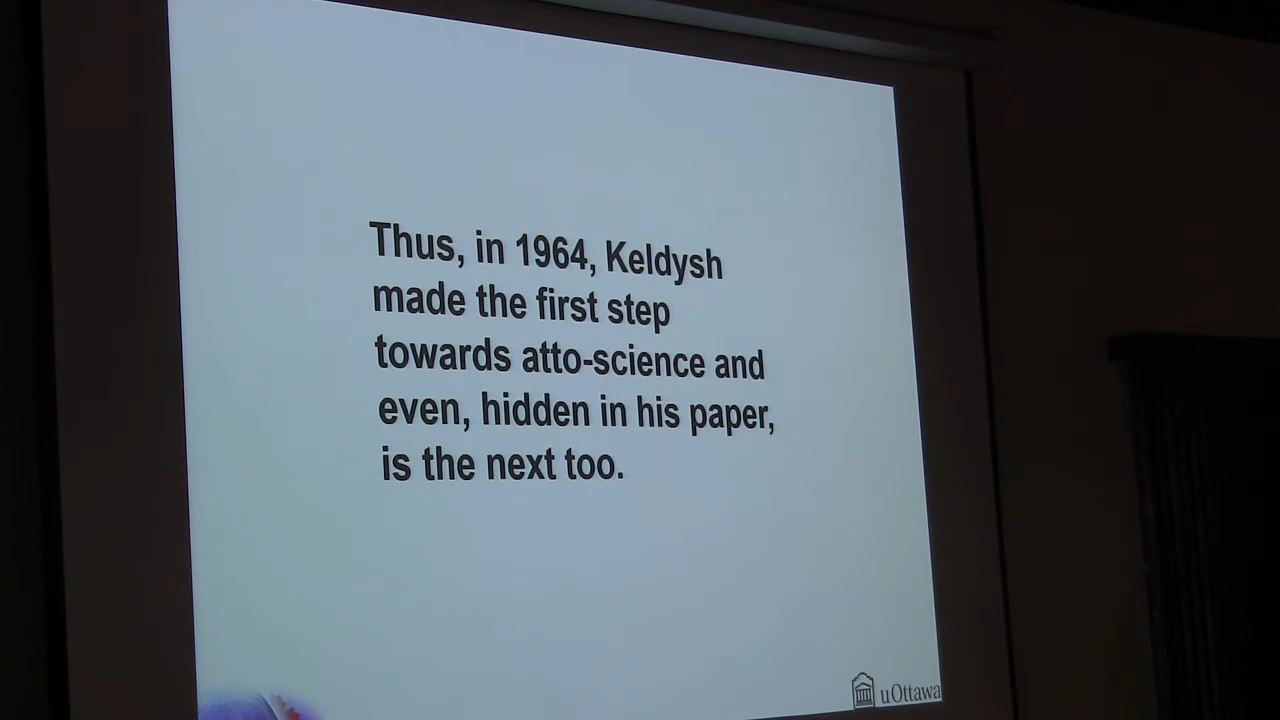 Thus, in 1964, Keldysh
made the first step
towards atto-science and
even, hidden in his paper,
is the next too.
uOttawa